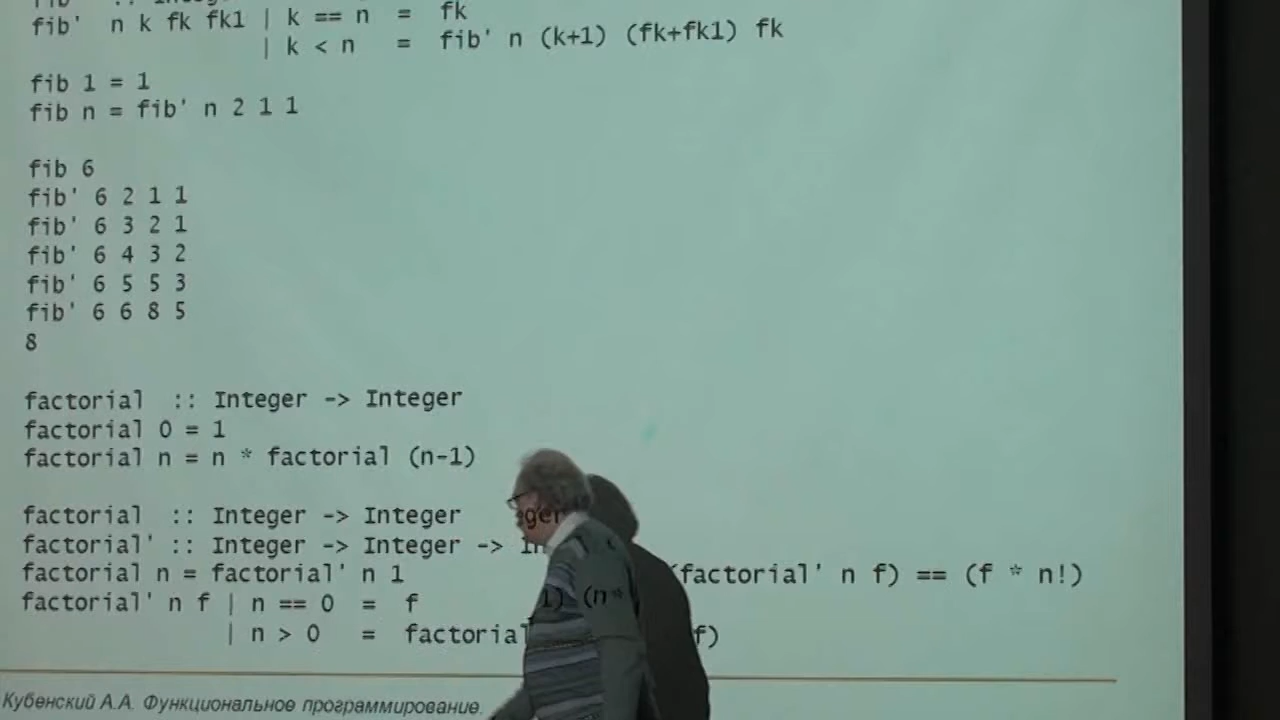 fib' n k fk fk1 | k == n = fk
| k < n = fib' n (k+1) (fk+fk1) fk
fib 1 = 1
fib n = fib' n 2 1 1
fib 6
fib' 6 2 1 1
fib' 6 3 2 1
fib' 6 4 3 2
fib' 6 5 5 3
fib' 6 6 8 5
8
factorial :: Integer -> Integer
factorial 0 = 1
factorial n = n * factorial (n-1)
factorial :: Integer -> Integer
factorial' :: Integer -> Integer ->
factorial n = factorial' n 1 (factorial' n f) == (f * n!)
factorial' n f | n == 0 = f
| n > 0 = factorial f)
Кубенский А.А. Функциональное программирование.